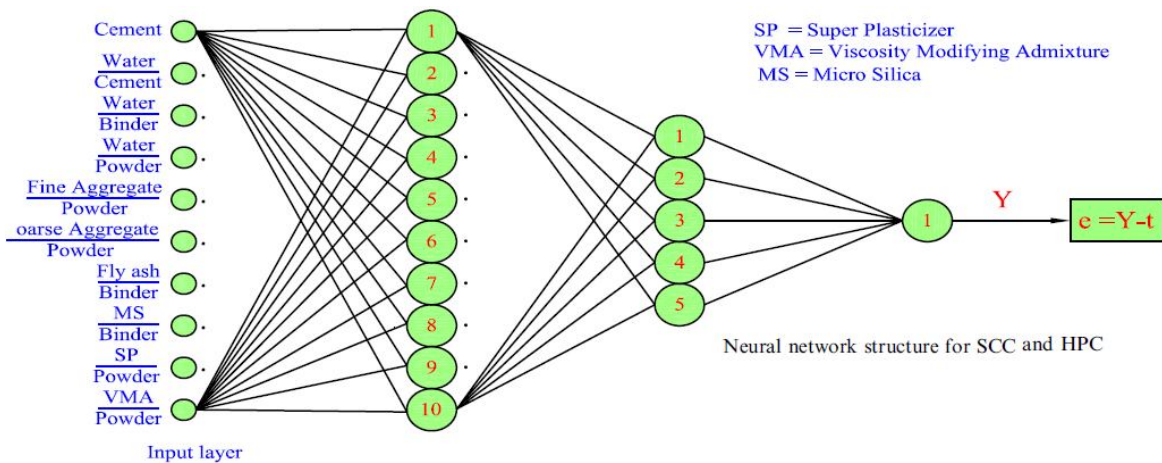 Cement
Water
Cement
Water
Binder
Water
Powder
Fine Aggregate
Powder
oarse Aggregate
Powder
Fly ash
Binder
MS
Binder
SP
Powder
VMA
Powder
Input layer
1
2
3
4
5
6
7
8
9
10
1
2
3
4
5
1
Y
e =Y-t
SP = Super Plasticizer
VMA = Viscosity Modifying Admixture
MS = Micro Silica
Neural network structure for SCC and HPC